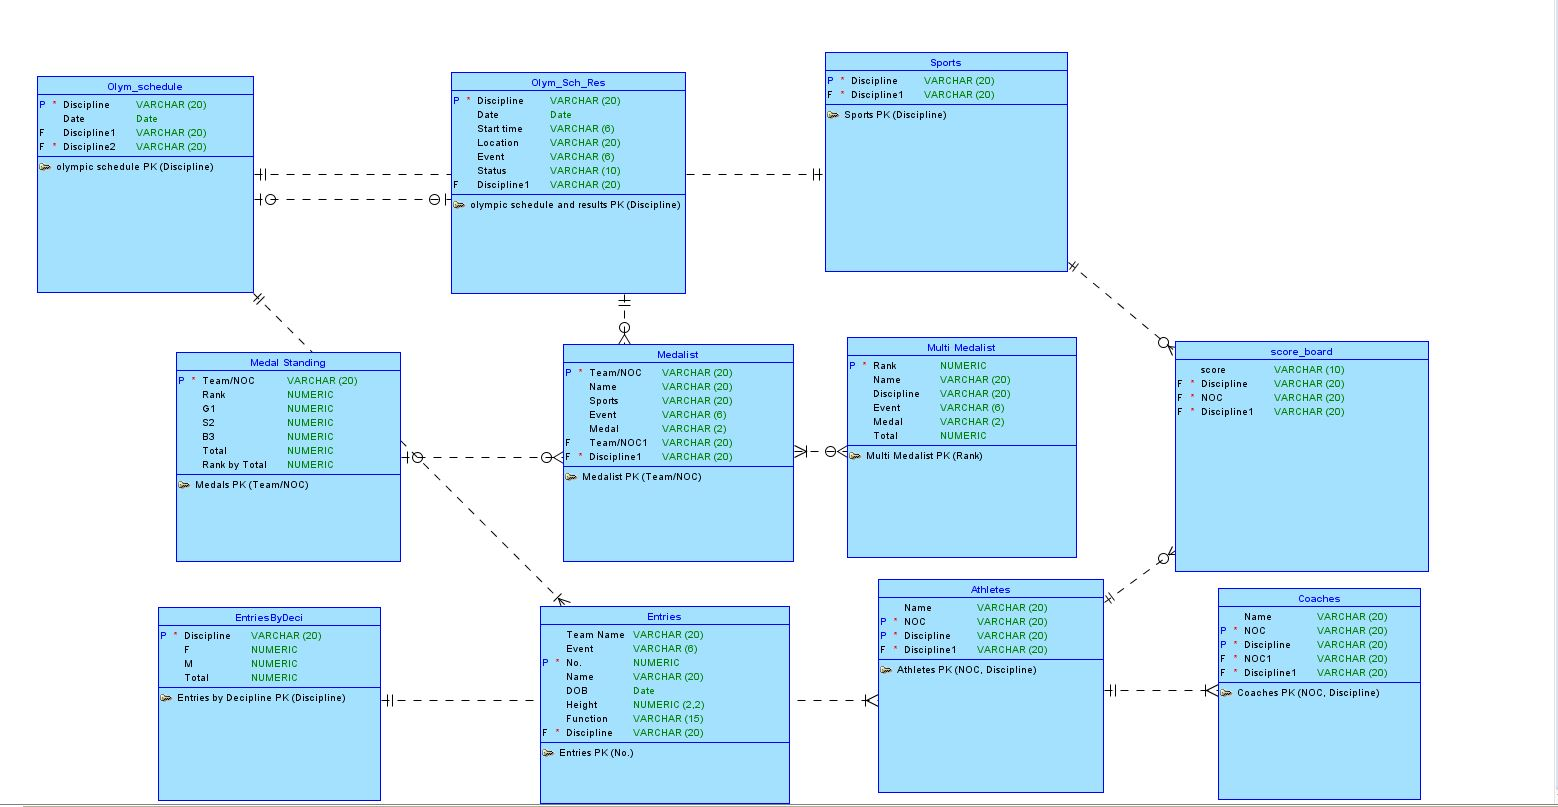 Olym_schedule
P * Discipline VARCHAR (20)
Date Date
F Discipline1 VARCHAR (20)
F * Discipline2 VARCHAR (20)
olympic schedule PK (Discipline)
Olym_Sch_Res
P * Discipline VARCHAR (20)
Date Date
Start time VARCHAR (6)
Location VARCHAR (20)
Event VARCHAR (6)
Status VARCHAR (10)
F Discipline1 VARCHAR (20)
olympic schedule and results PK (Discipline)
Sports
P * Discipline VARCHAR (20)
F * Discipline1 VARCHAR (20)
Sports PK (Discipline)
Medal Standing
P * Team/NOC VARCHAR (20)
Rank NUMERIC
G1 NUMERIC
S2 NUMERIC
B3 NUMERIC
Total NUMERIC
Rank by Total NUMERIC
Medals PK (Team/NOC)
Medalist
P * Team/NOC VARCHAR (20)
Name VARCHAR (20)
Sports VARCHAR (20)
Event VARCHAR (6)
Medal VARCHAR (2)
F Team/NOC1 VARCHAR (20)
F * Discipline1 VARCHAR (20)
Medalist PK (Team/NOC)
Multi Medalist
P * Rank NUMERIC
Name VARCHAR (20)
Discipline VARCHAR (20)
Event VARCHAR (6)
Medal VARCHAR (2)
Total NUMERIC
Multi Medalist PK (Rank)
score_board
score VARCHAR (10)
F * Discipline VARCHAR (20)
F * NOC VARCHAR (20)
F * Discipline1 VARCHAR (20)
EntriesByDeci
P * Discipline VARCHAR (20)
F NUMERIC
M NUMERIC
Total NUMERIC
Entries by Decipline PK (Discipline)
Entries
Team Name VARCHAR (20)
Event VARCHAR (6)
P * No. NUMERIC
Name VARCHAR (20)
DOB Date
Height NUMERIC (2,2)
Function VARCHAR (15)
F * Discipline VARCHAR (20)
Entries PK (No.)
Athletes
Name VARCHAR (20)
P * NOC VARCHAR (20)
P * Discipline VARCHAR (20)
F * Discipline1 VARCHAR (20)
Athletes PK (NOC, Discipline)
Coaches
Name VARCHAR (20)
P * NOC VARCHAR (20)
P * Discipline VARCHAR (20)
F * NOC1 VARCHAR (20)
F * Discipline1 VARCHAR (20)
Coaches PK (NOC, Discipline)